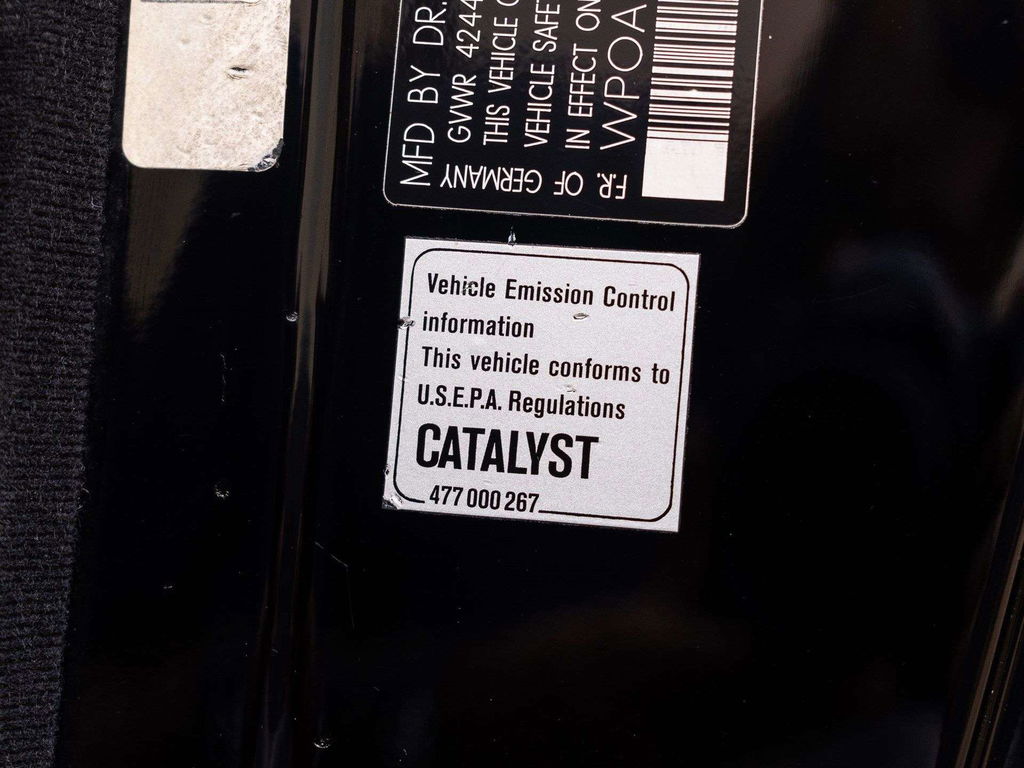 MFD BY DR.
GVWR 4244
THIS VEHICLE
VEHICLE SAFET
IN EFFECT ON
WPOA
F.R. OF GERMANY
Vehicle Emission Control
information
This vehicle conforms to
U.S.E.P.A. Regulations
CATALYST
477 000 267